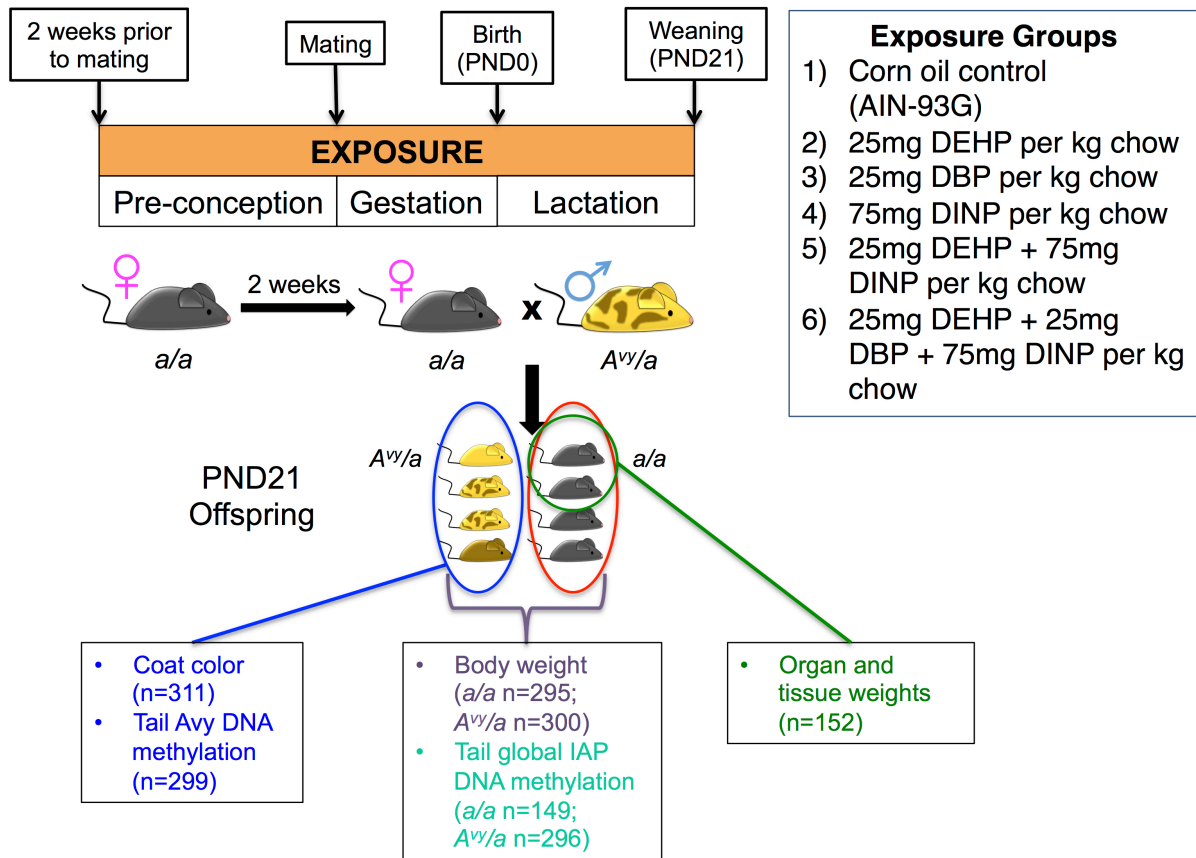 2 weeks prior
to mating
Mating
Birth
(PND0)
Weaning
(PND21)
EXPOSURE
Pre-conception
Gestation
Lactation
♀
2 weeks
♀
♂
x
a/a
a/a
Aᵛʸ/a
Exposure Groups
1) Corn oil control
(AIN-93G)
2) 25mg DEHP per kg chow
3) 25mg DBP per kg chow
4) 75mg DINP per kg chow
5) 25mg DEHP + 75mg
DINP per kg chow
6) 25mg DEHP + 25mg
DBP + 75mg DINP per kg
chow
PND21
Offspring
Aᵛʸ/a
a/a
• Coat color
(n=311)
• Tail Avy DNA
methylation
(n=299)
• Body weight
(a/a n=295;
Aᵛʸ/a n=300)
• Tail global IAP
DNA methylation
(a/a n=149;
Aᵛʸ/a n=296)
• Organ and
tissue weights
(n=152)